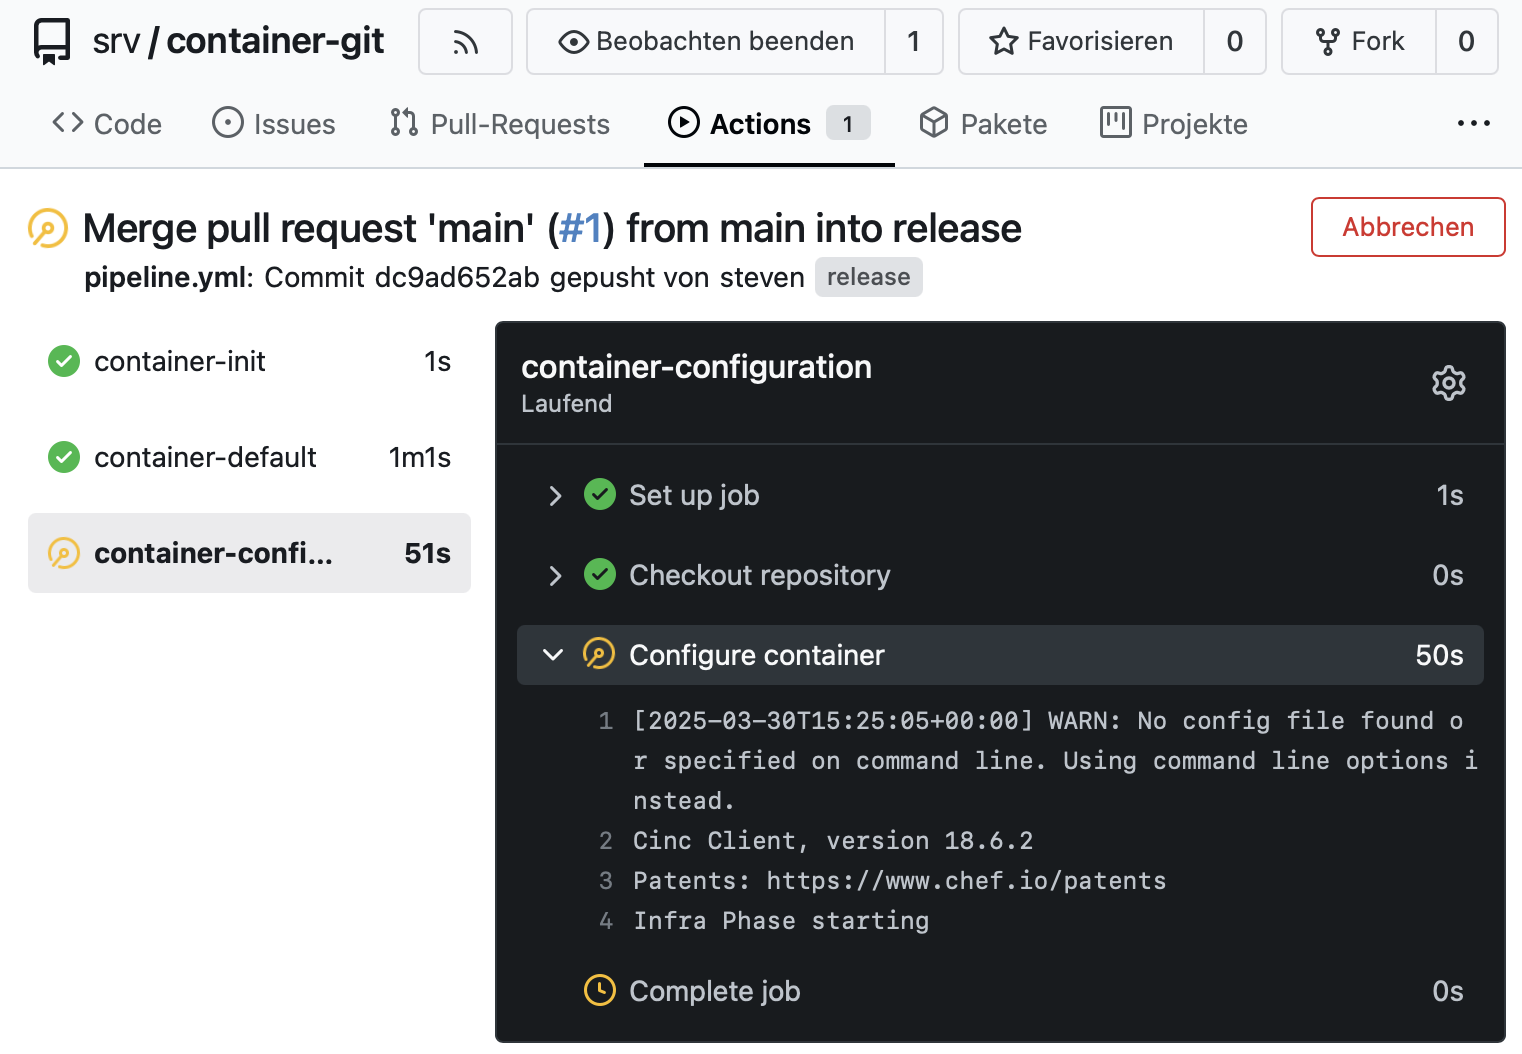 srv / container-git Beobachten beenden 1 Favorisieren 0 Fork 0
Code Issues Pull-Requests Actions 1 Pakete Projekte ...
Merge pull request 'main' (#1) from main into release Abbrechen
pipeline.yml: Commit dc9ad652ab gepusht von steven release
container-init 1s
container-default 1m1s
container-confi... 51s
container-configuration
Laufend
Set up job 1s
Checkout repository 0s
Configure container 50s
1 [2025-03-30T15:25:05+00:00] WARN: No config file found o
r specified on command line. Using command line options i
nstead.
2 Cinc Client, version 18.6.2
3 Patents: https://www.chef.io/patents
4 Infra Phase starting
Complete job 0s